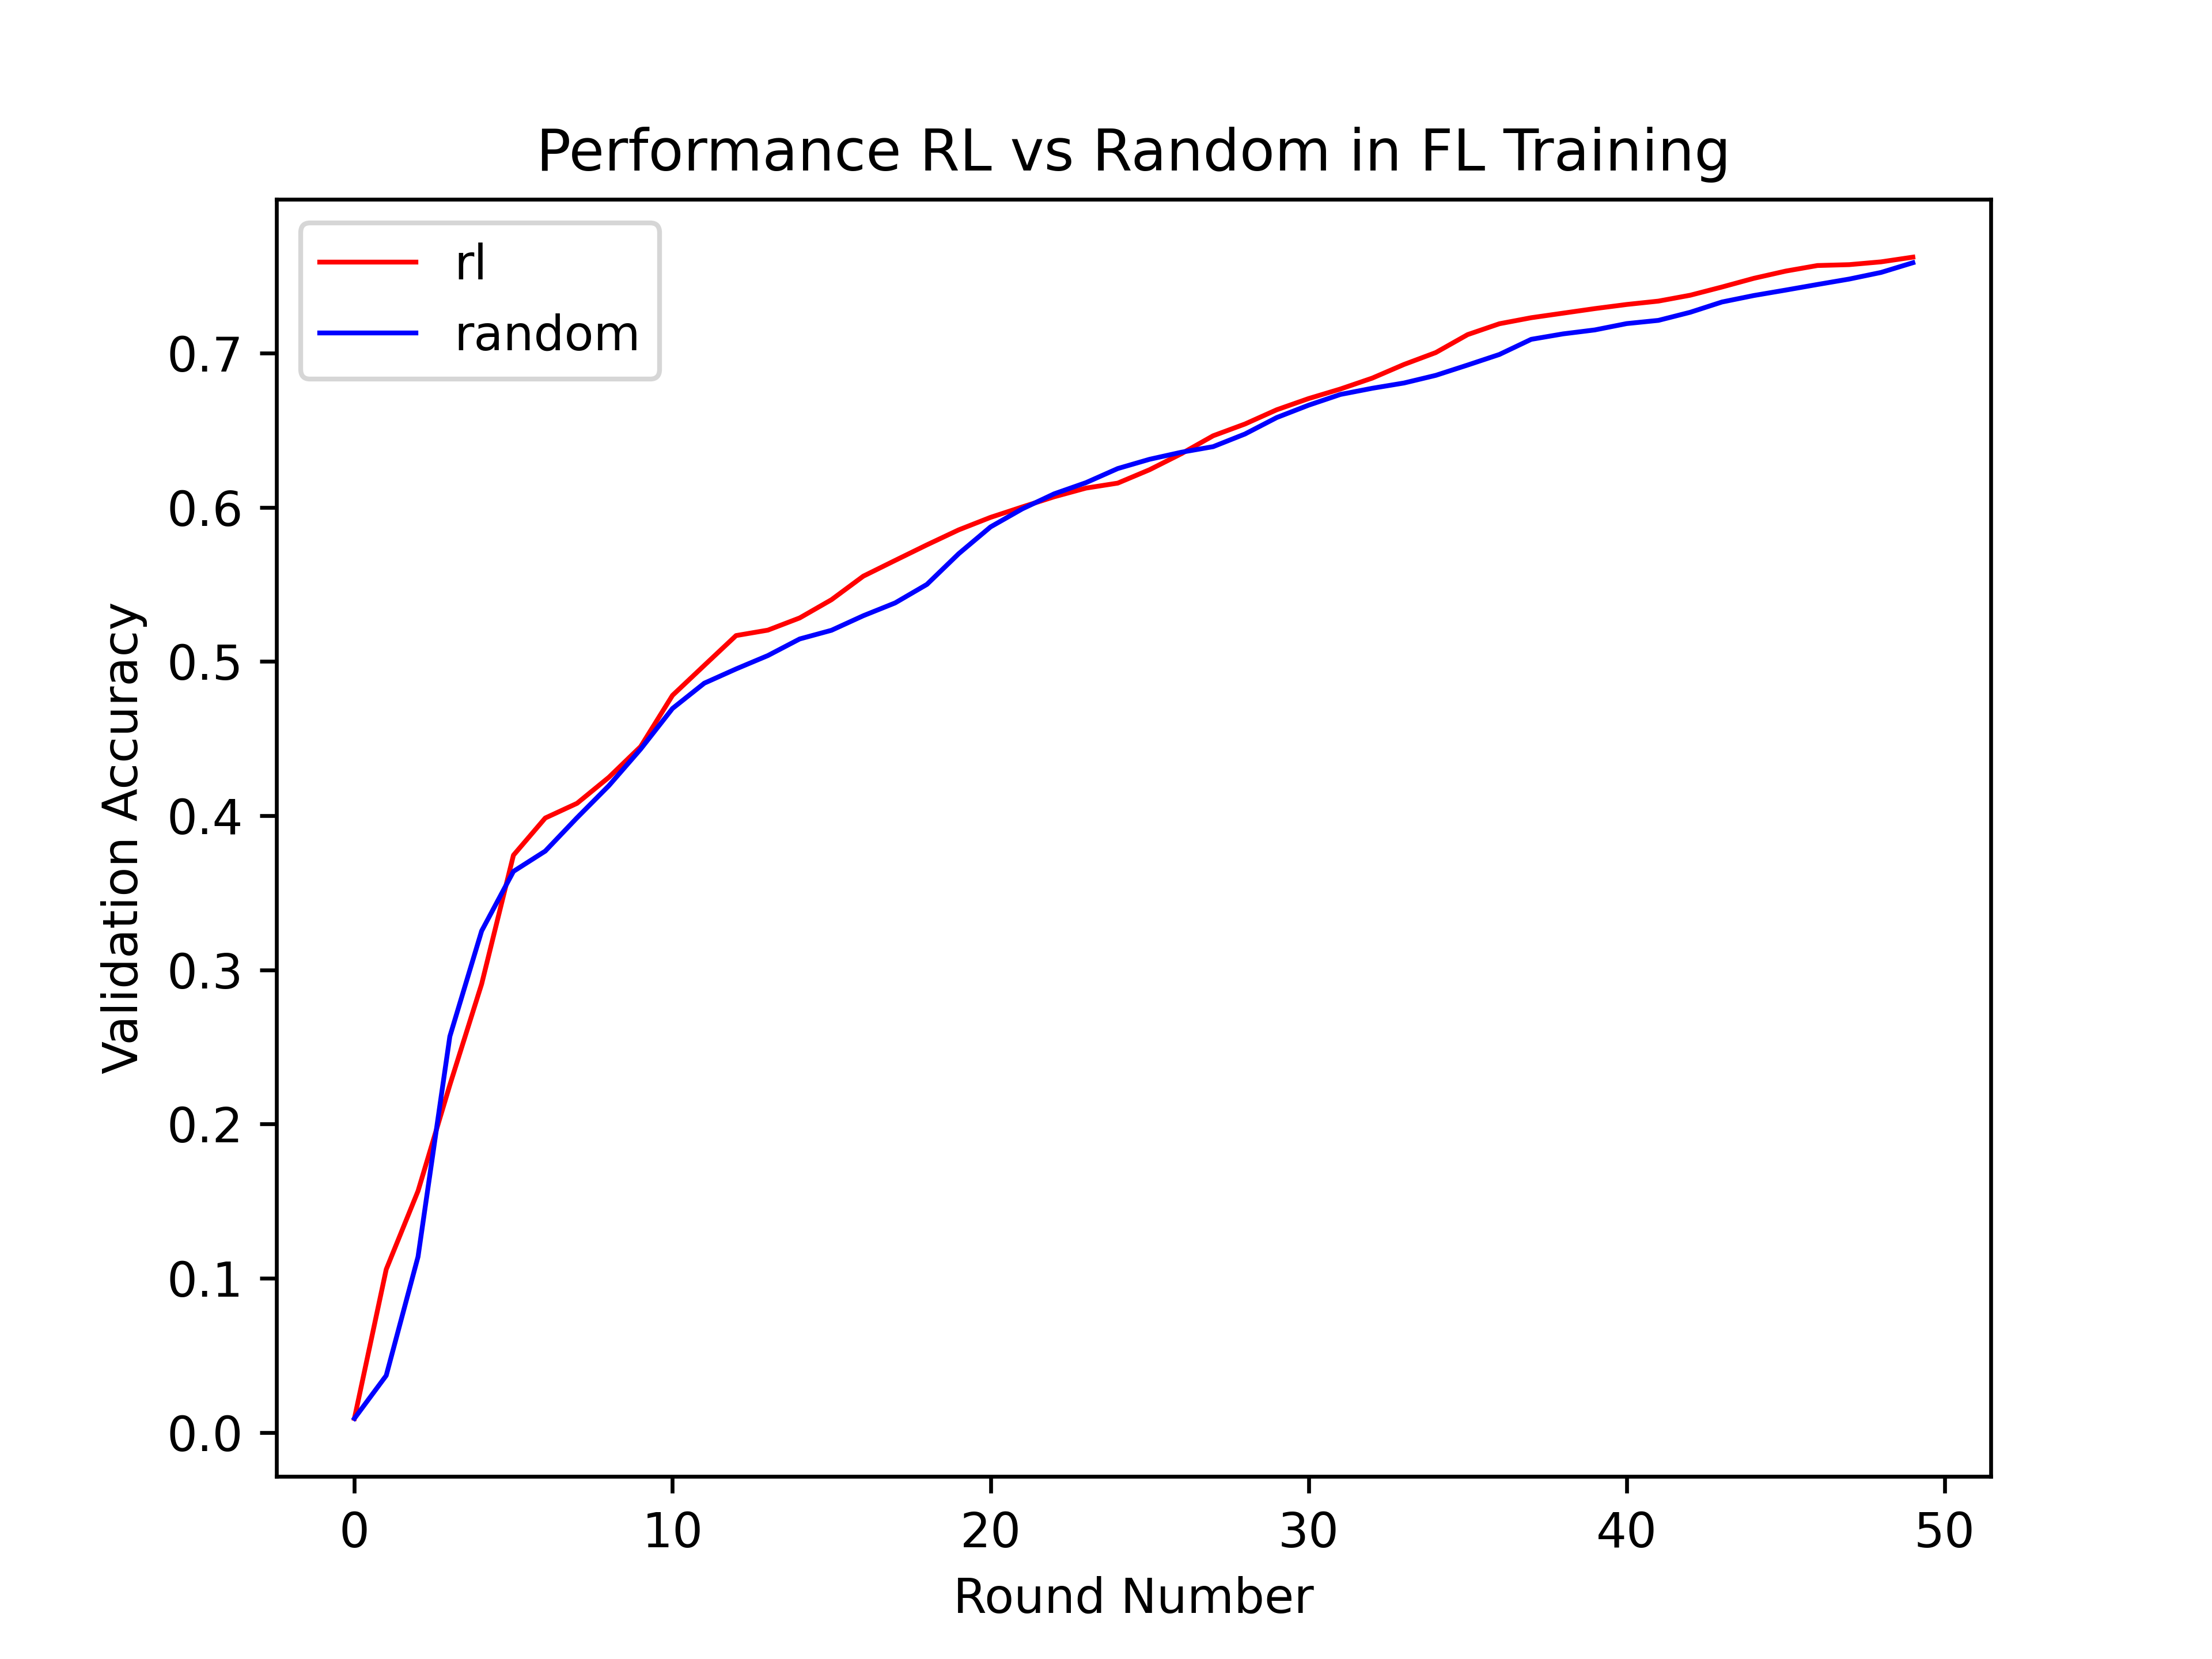 Performance RL vs Random in FL Training
rl
random
Validation Accuracy
0.7
0.6
0.5
0.4
0.3
0.2
0.1
0.0
0 10 20 30 40 50
Round Number